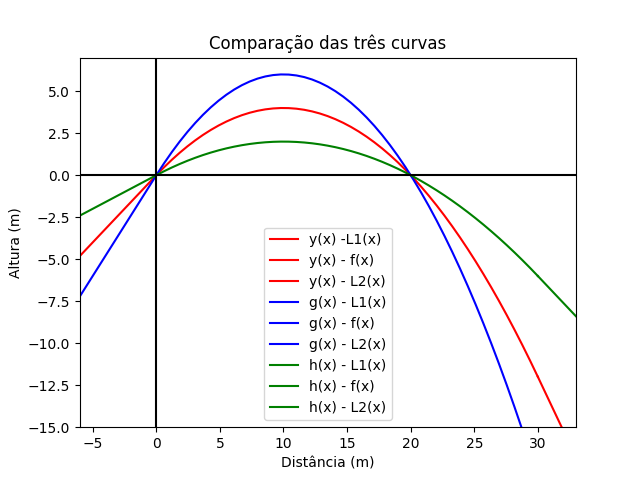 Comparação das três curvas
Altura (m)
5.0
2.5
0.0
−2.5
−5.0
−7.5
−10.0
−12.5
−15.0
y(x) -L1(x)
y(x) - f(x)
y(x) - L2(x)
g(x) - L1(x)
g(x) - f(x)
g(x) - L2(x)
h(x) - L1(x)
h(x) - f(x)
h(x) - L2(x)
−5 0 5 10 15 20 25 30
Distância (m)